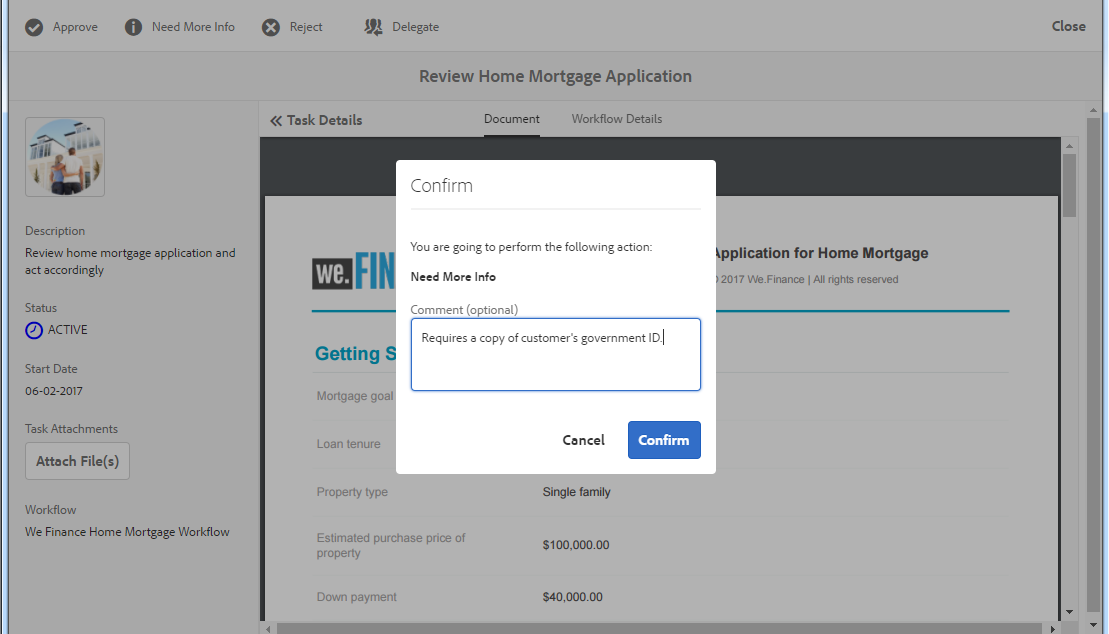 Approve
Need More Info
Reject
Delegate
Close
Review Home Mortgage Application
Task Details
Document
Workflow Details
Description
Review home mortgage application and
act accordingly
Status
ACTIVE
Start Date
06-02-2017
Task Attachments
Attach File(s)
Workflow
We Finance Home Mortgage Workflow
Confirm
You are going to perform the following action:
Need More Info
Comment (optional)
Requires a copy of customer's government ID.
Cancel
Confirm
we.FIN
Application for Home Mortgage
2017 We.Finance | All rights reserved
Getting S
Mortgage goal
Loan tenure
Property type
Single family
Estimated purchase price of
property
$100,000.00
Down payment
$40,000.00